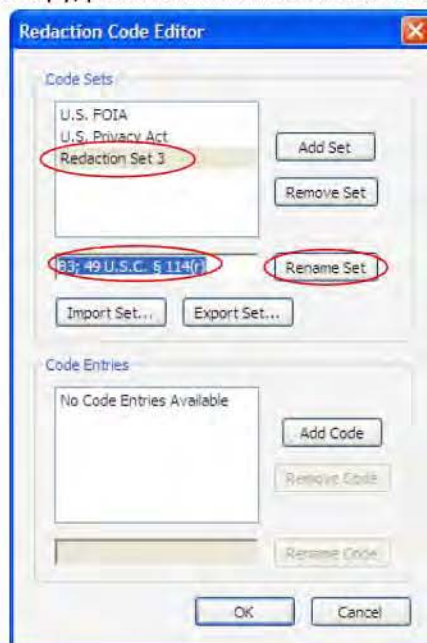 Redaction Code Editor
Code Sets
U.S. FOIA
U.S. Privacy Act
Redaction Set 3
Add Set
Remove Set
93; 49 U.S.C. § 114(r)
Rename Set
Import Set...
Export Set...
Code Entries
No Code Entries Available
Add Code
Remove Code
Rename Code
OK
Cancel